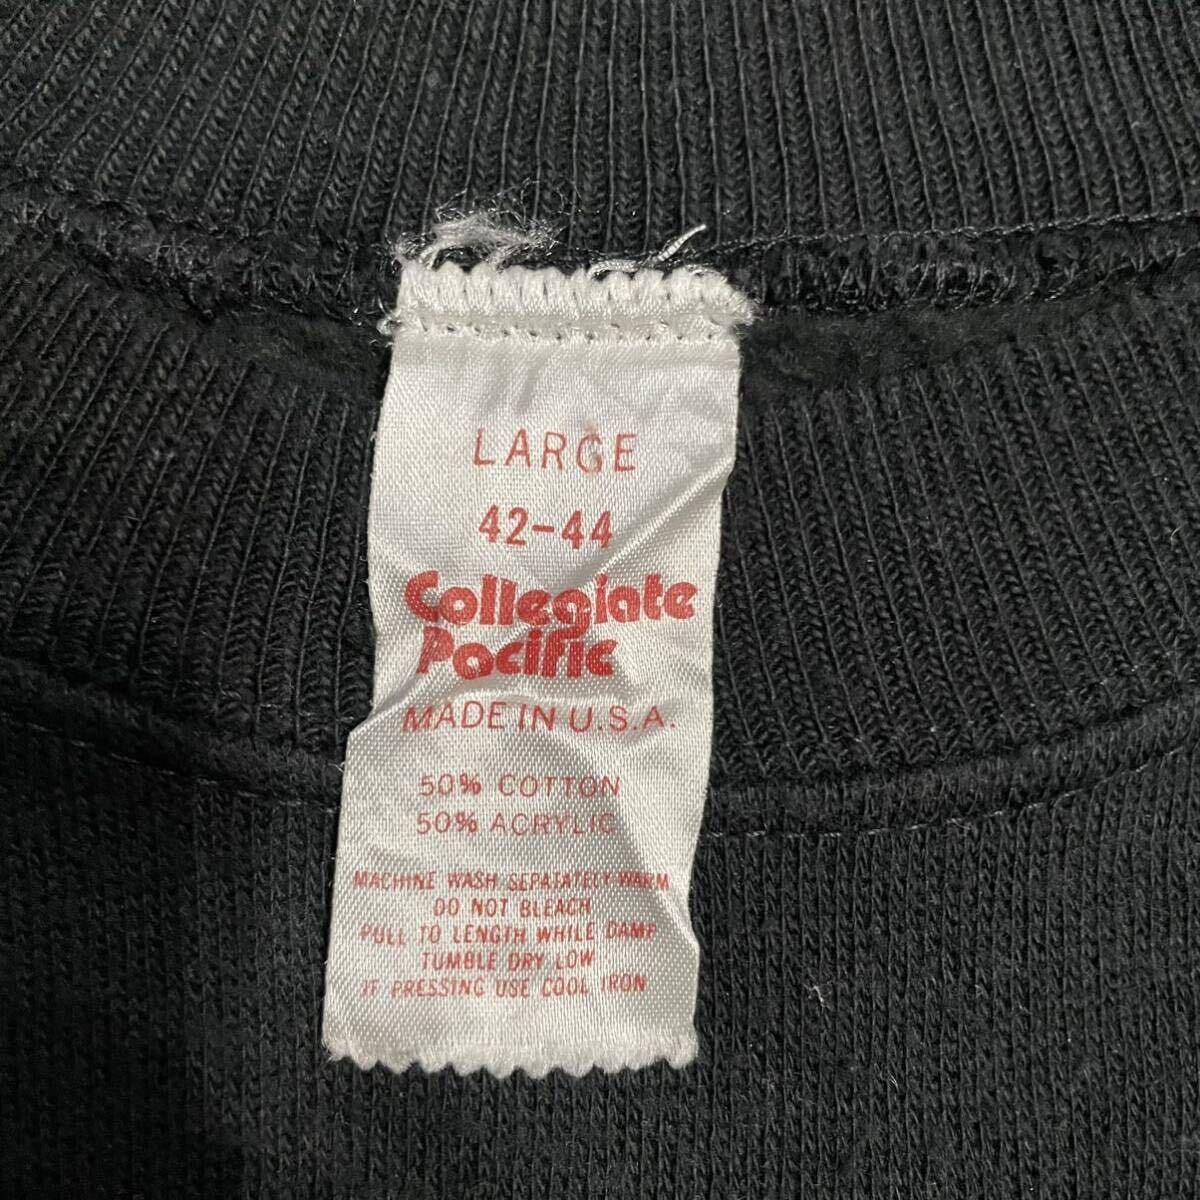 LARGE
42-44
Collegiate
Pacific
MADE IN U.S.A.
50% COTTON
50% ACRYLIC
MACHINE WASH SEPATATELY WARM
DO NOT BLEACH
PULL TO LENGTH WHILE DAMP
TUMBLE DRY LOW
IF PRESSING USE COOL IRON